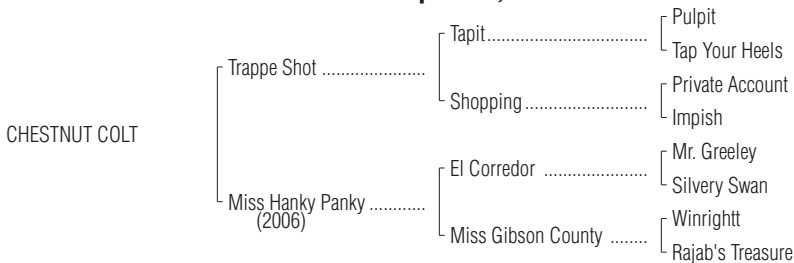 Pulpit
Tapit
Tap Your Heels
Trappe Shot
Private Account
Shopping
Impish
CHESTNUT COLT
Mr. Greeley
El Corredor
Silvery Swan
Miss Hanky Panky
(2006)
Winrightt
Miss Gibson County
Rajab's Treasure